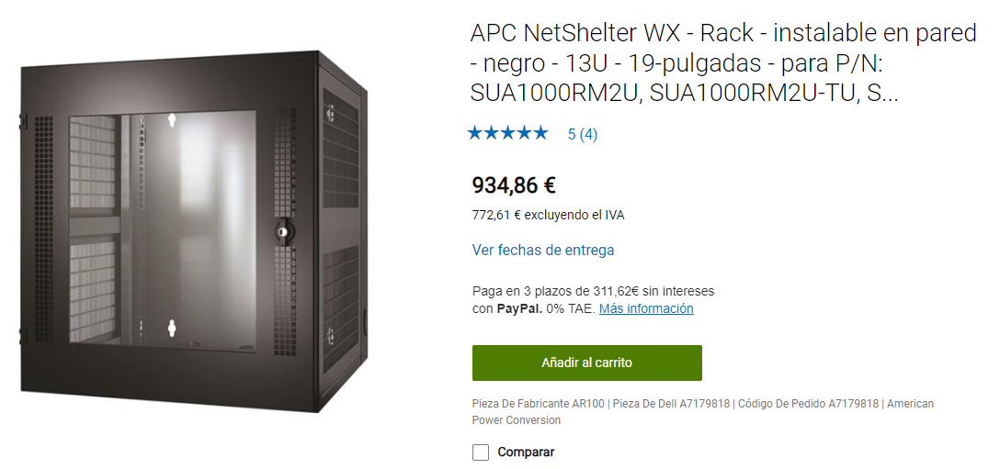 APC NetShelter WX - Rack - instalable en pared
- negro - 13U - 19-pulgadas - para P/N:
SUA1000RM2U, SUA1000RM2U-TU, S...
5 (4)
934,86 €
772,61 € excluyendo el IVA
Ver fechas de entrega
Paga en 3 plazos de 311,62€ sin intereses
con PayPal. 0% TAE. Más información
Añadir al carrito
Pieza De Fabricante AR100 | Pieza De Dell A7179818 | Código De Pedido A7179818 | American
Power Conversion
Comparar